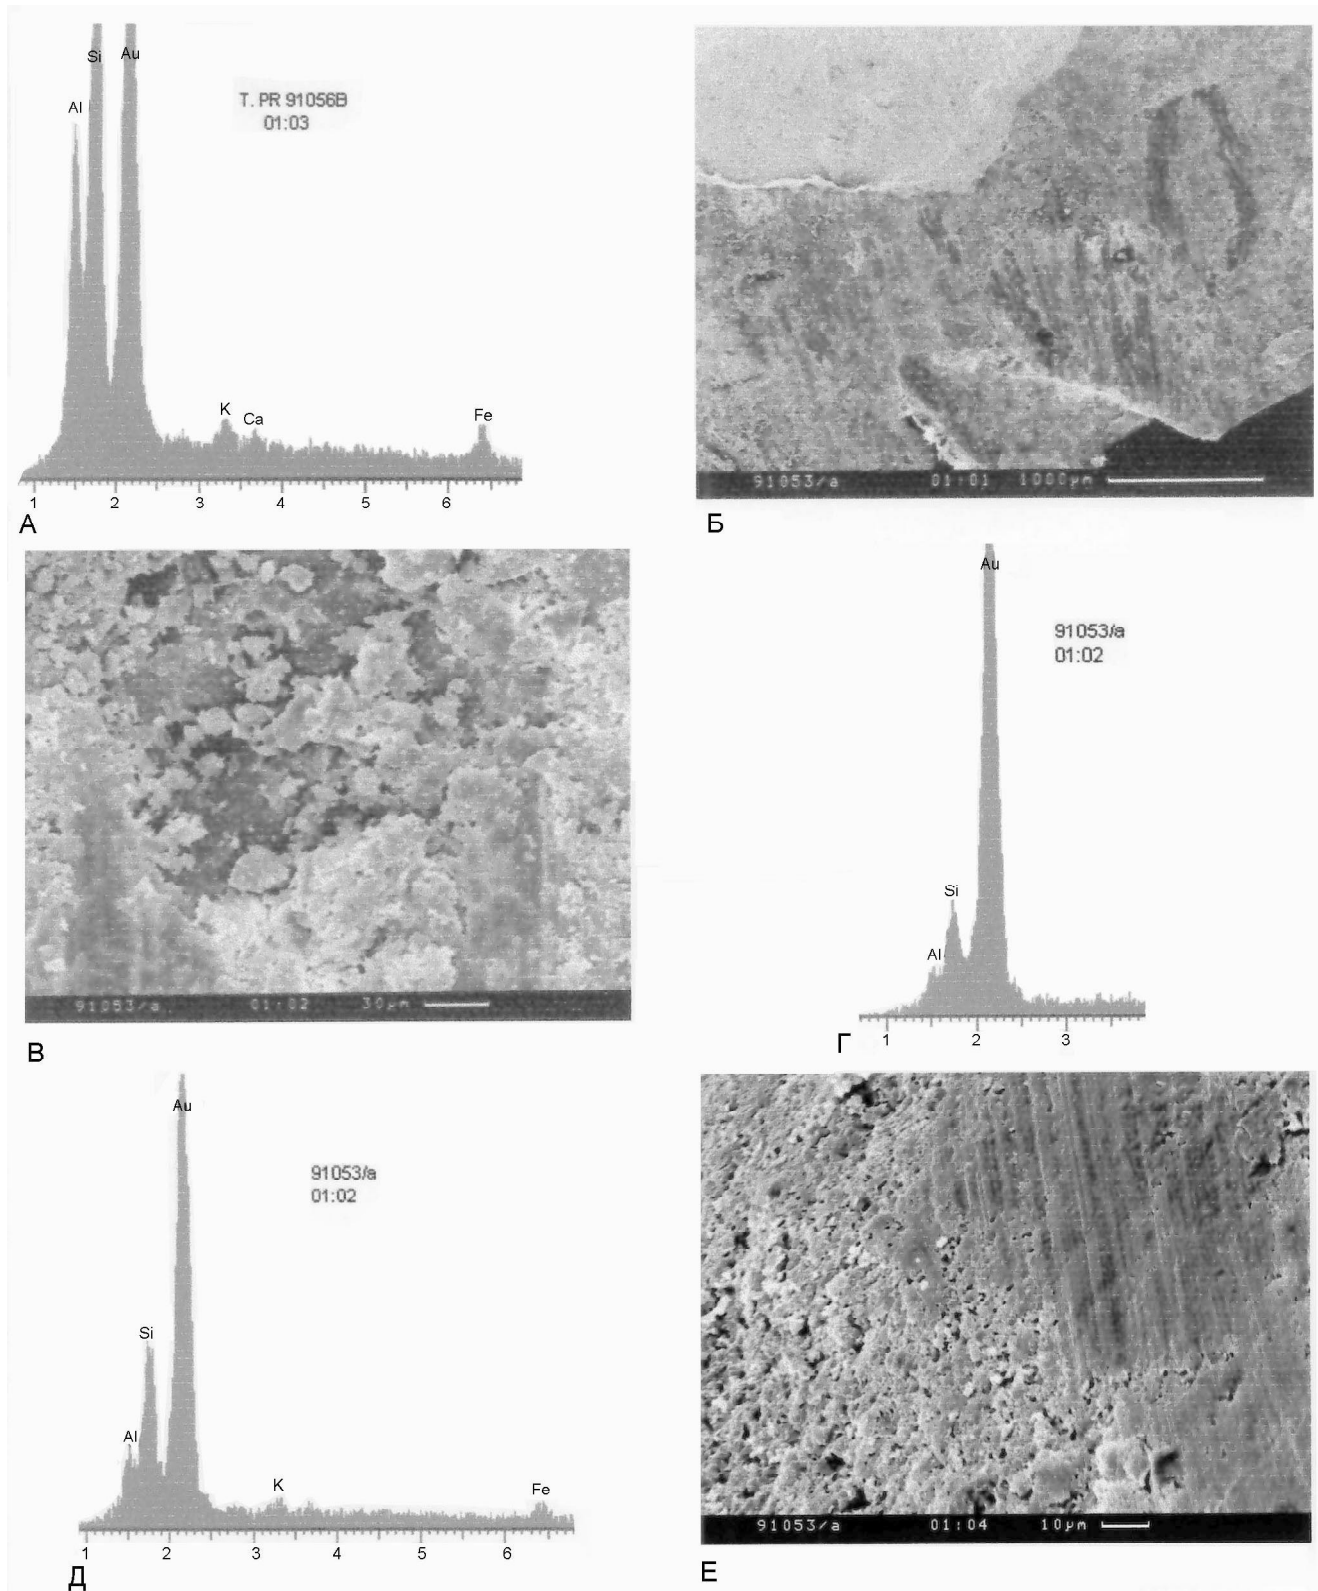 Si
Au
Al
T. PR 91056B
01:03
K
Ca
Fe
1 2 3 4 5 6
А
91053/a 01:01 1000µm
Б
91053/a 01:02 30µm
В
Au
91053/a
01:02
Si
Al
1 2 3
Г
Au
91053/a
01:02
Si
Al
K
Fe
1 2 3 4 5 6
Д
91053/a 01:04 10µm
Е